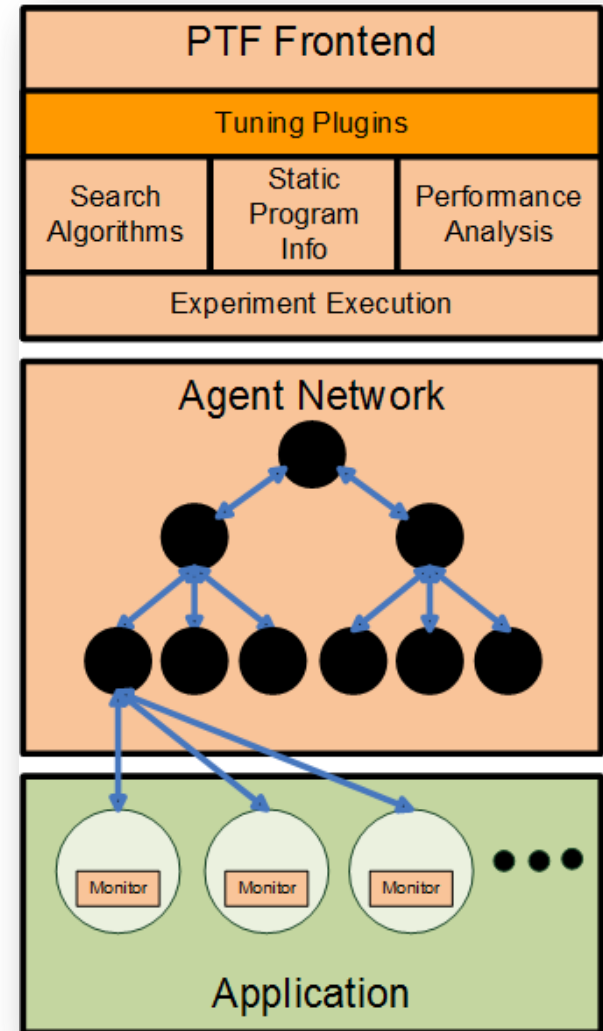 PTF Frontend
Tuning Plugins
Search
Algorithms
Static
Program
Info
Performance
Analysis
Experiment Execution
Agent Network
Monitor
Monitor
Monitor
Application